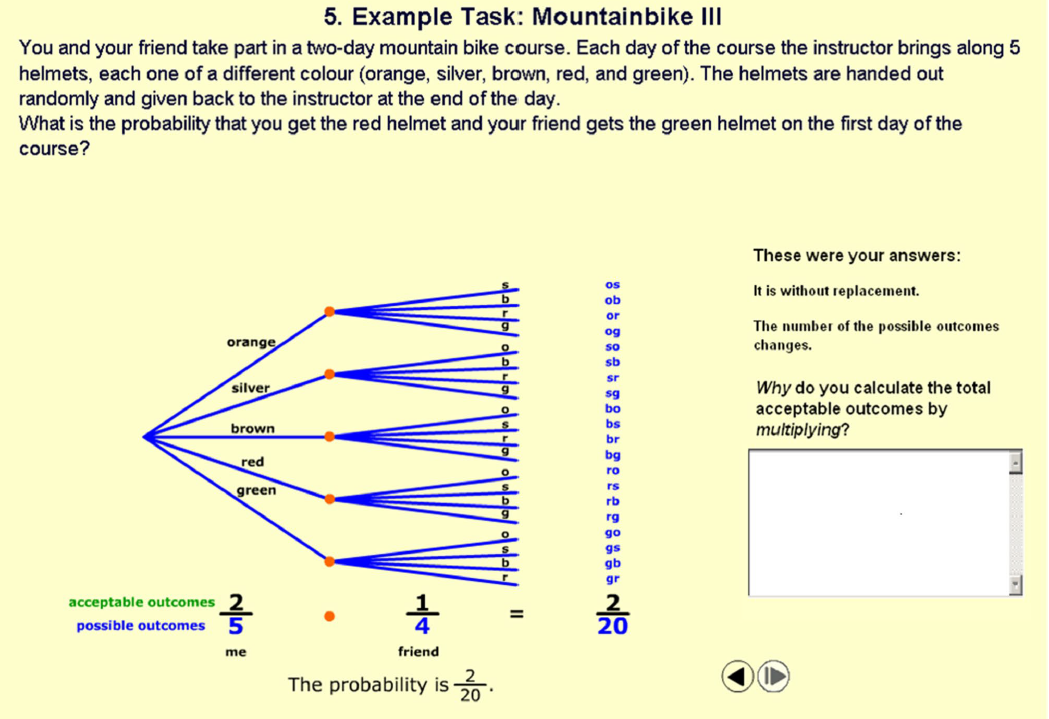 5. Example Task: Mountainbike III
You and your friend take part in a two-day mountain bike course. Each day of the course the instructor brings along 5
helmets, each one of a different colour (orange, silver, brown, red, and green). The helmets are handed out
randomly and given back to the instructor at the end of the day.
What is the probability that you get the red helmet and your friend gets the green helmet on the first day of the
course?
These were your answers:
It is without replacement.
The number of the possible outcomes
changes.
Why do you calculate the total
acceptable outcomes by
multiplying?
orange
silver
brown
red
green
s
b
r
g
o
b
r
g
o
s
r
g
o
s
b
g
o
s
b
r
os
ob
or
og
so
sb
sr
sg
bo
bs
br
bg
ro
rs
rb
rg
go
gs
gb
gr
acceptable outcomes 2 1 = 2
possible outcomes 5 4 20
me friend
The probability is 2/20.